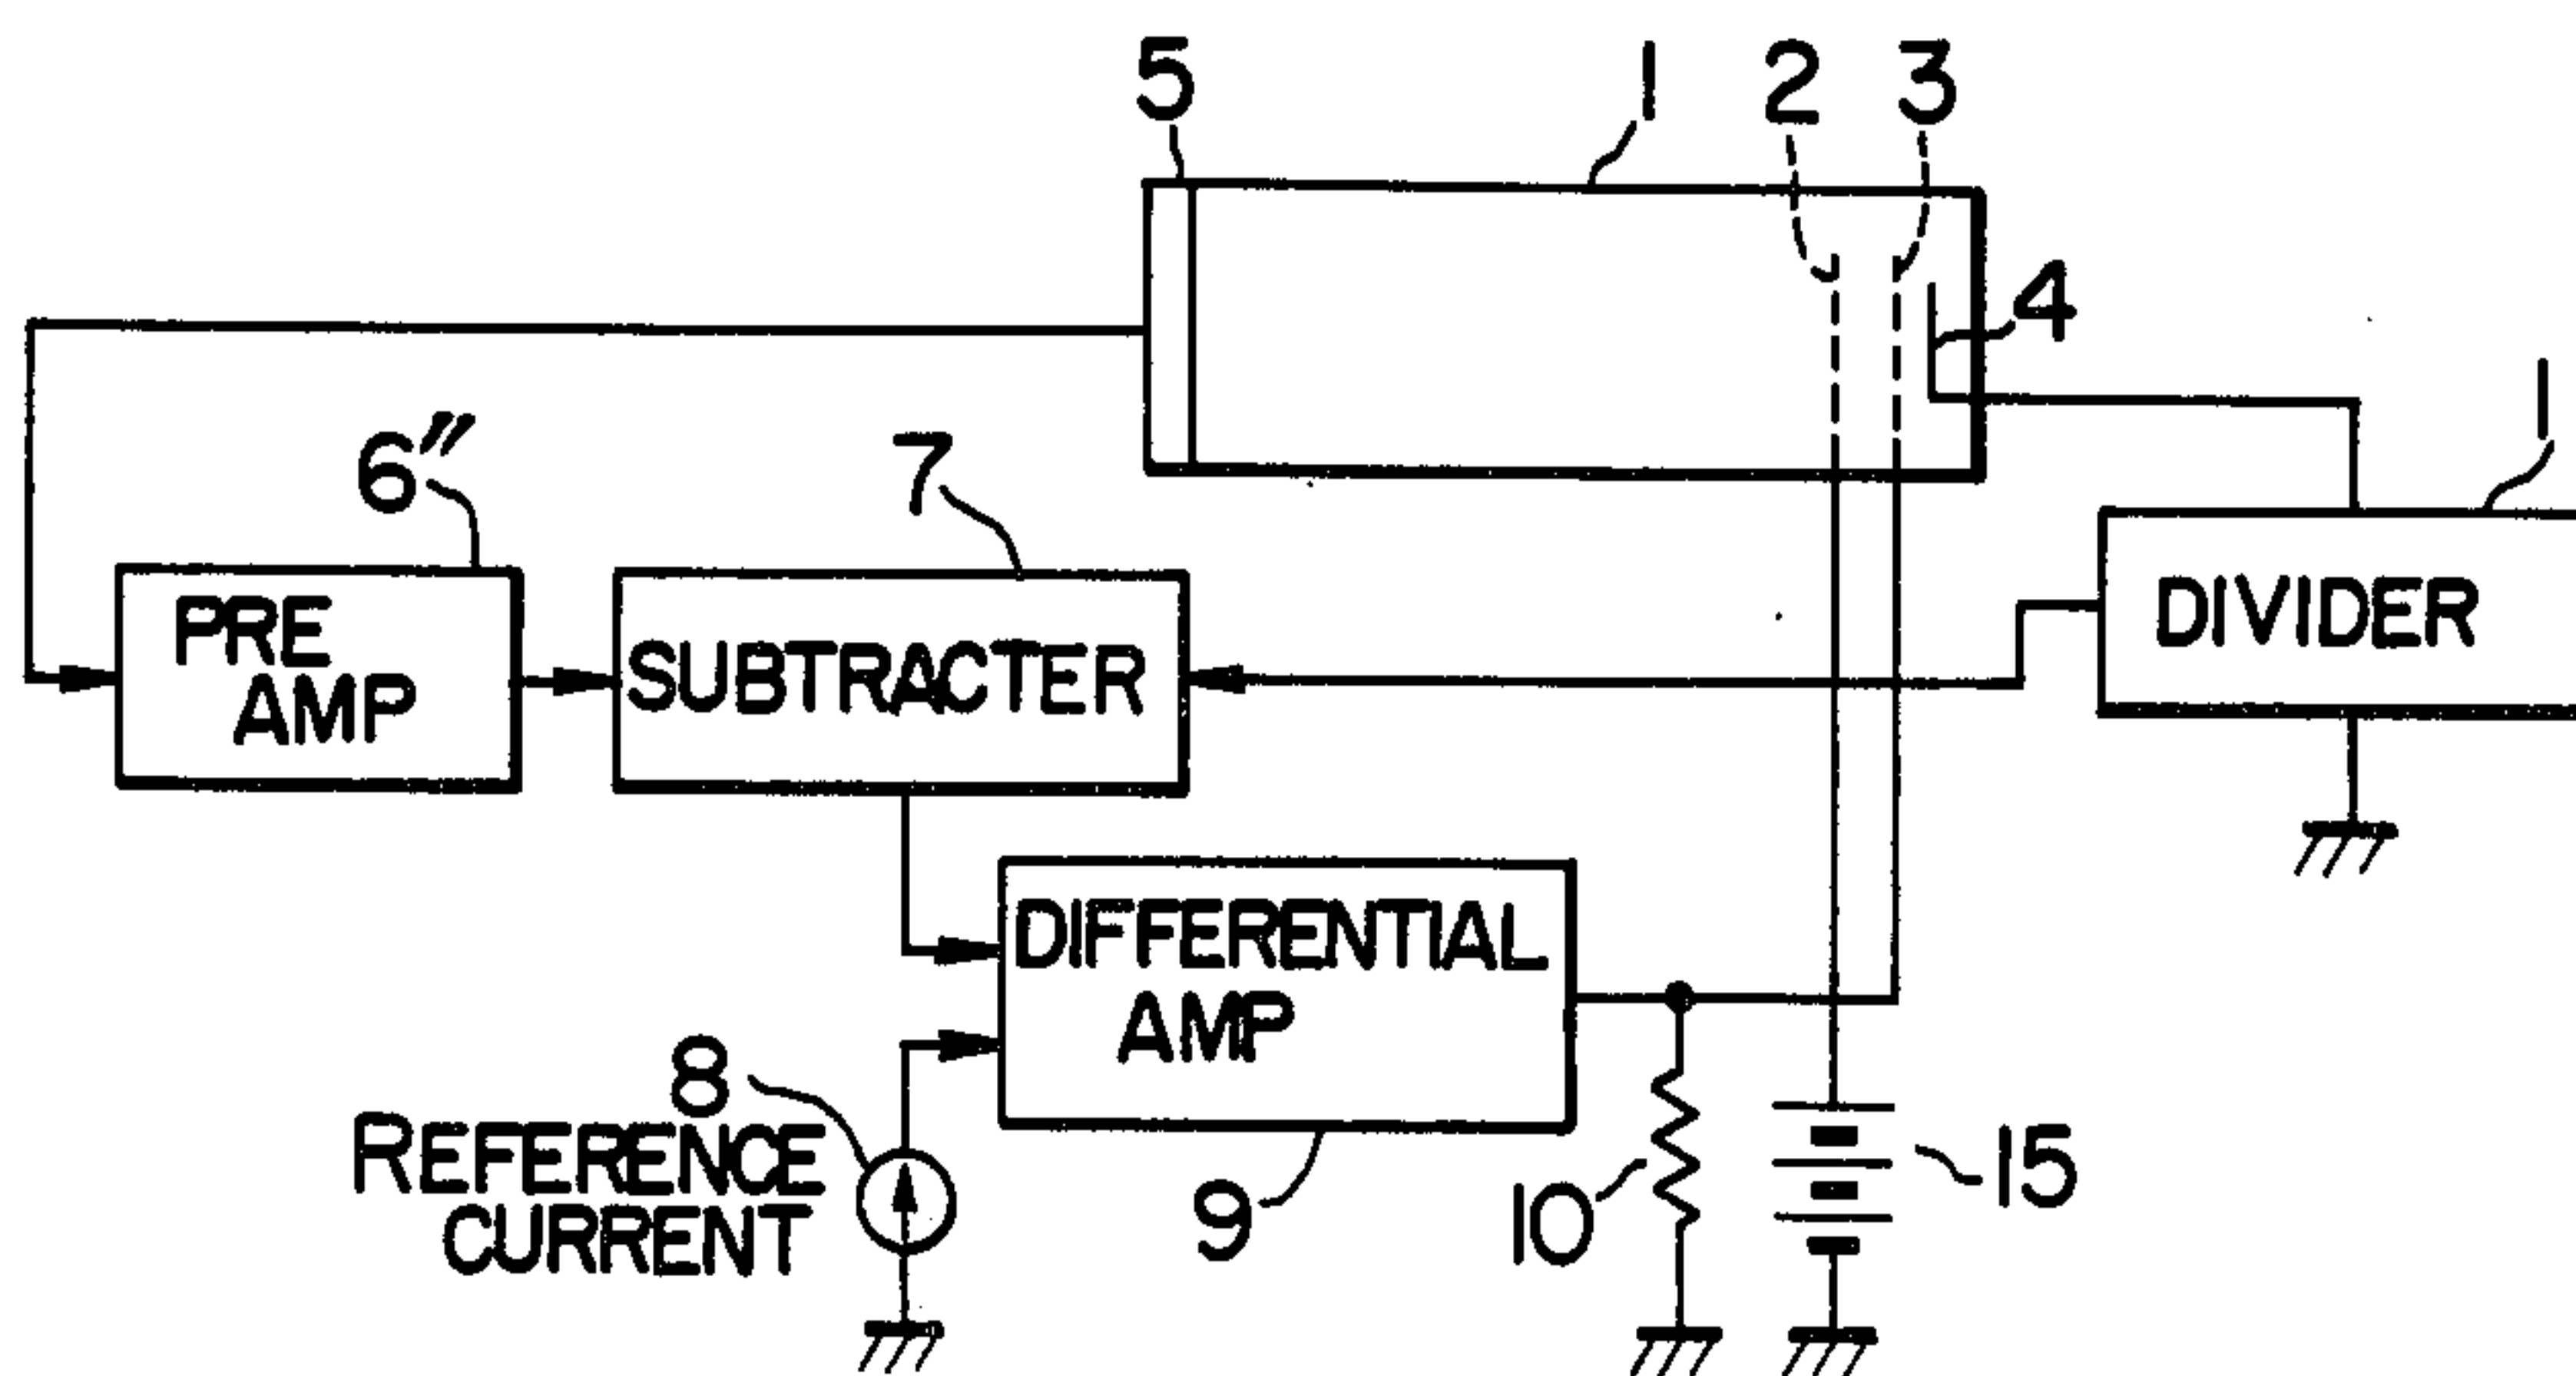 5 1 2 3
4
1
6" 7
PRE
AMP
SUBTRACTER
DIVIDER
DIFFERENTIAL
AMP
8
REFERENCE
CURRENT
9
10
15